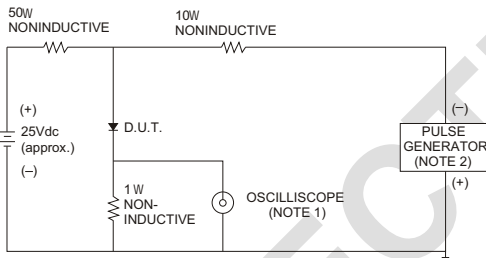 50W
NONINDUCTIVE
10W
NONINDUCTIVE
(+)
25Vdc
(approx.)
(–)
D.U.T.
1 W
NON-
INDUCTIVE
OSCILLISCOPE
(NOTE 1)
(–)
PULSE
GENERATOR
(NOTE 2)
(+)